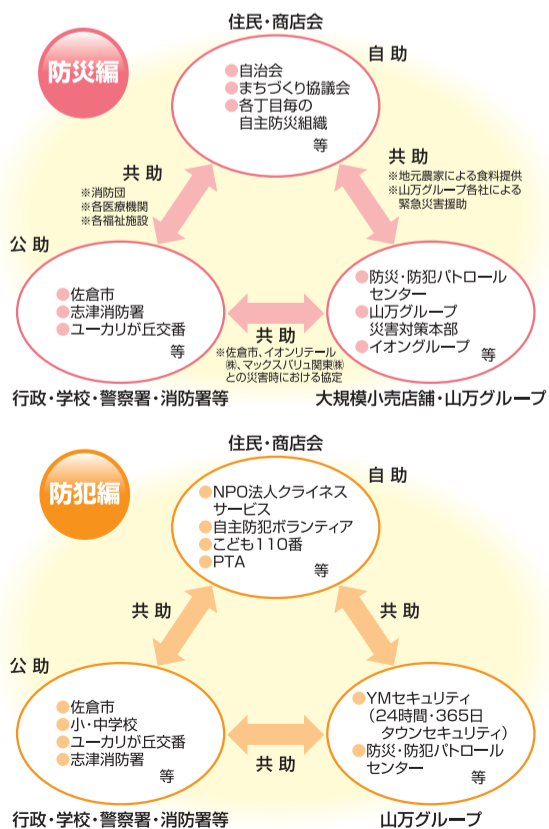 住民・商店会
防災編
自助
●自治会
●まちづくり協議会
●各丁目毎の
自主防災組織
等
共助
※消防団
※各医療機関
※各福祉施設
共助
※地元農家による食料提供
※山万グループ各社による
緊急災害援助
公助
●佐倉市
●志津消防署
●ユーカリが丘交番
等
●防災・防犯パトロール
センター
●山万グループ
災害対策本部
●イオングループ
等
共助
※佐倉市、イオンリテール
㈱、マックスバリュ関東㈱
との災害時における協定
行政・学校・警察署・消防署等
大規模小売店舗・山万グループ
住民・商店会
防犯編
自助
●NPO法人クライネス
サービス
●自主防犯ボランティア
●こども110番
●PTA
等
共助
共助
公助
●佐倉市
●小・中学校
●ユーカリが丘交番
●志津消防署
等
●YMセキュリティ
(24時間・365日
タウンセキュリティ)
●防災・防犯パトロール
センター
等
共助
行政・学校・警察署・消防署等
山万グループ